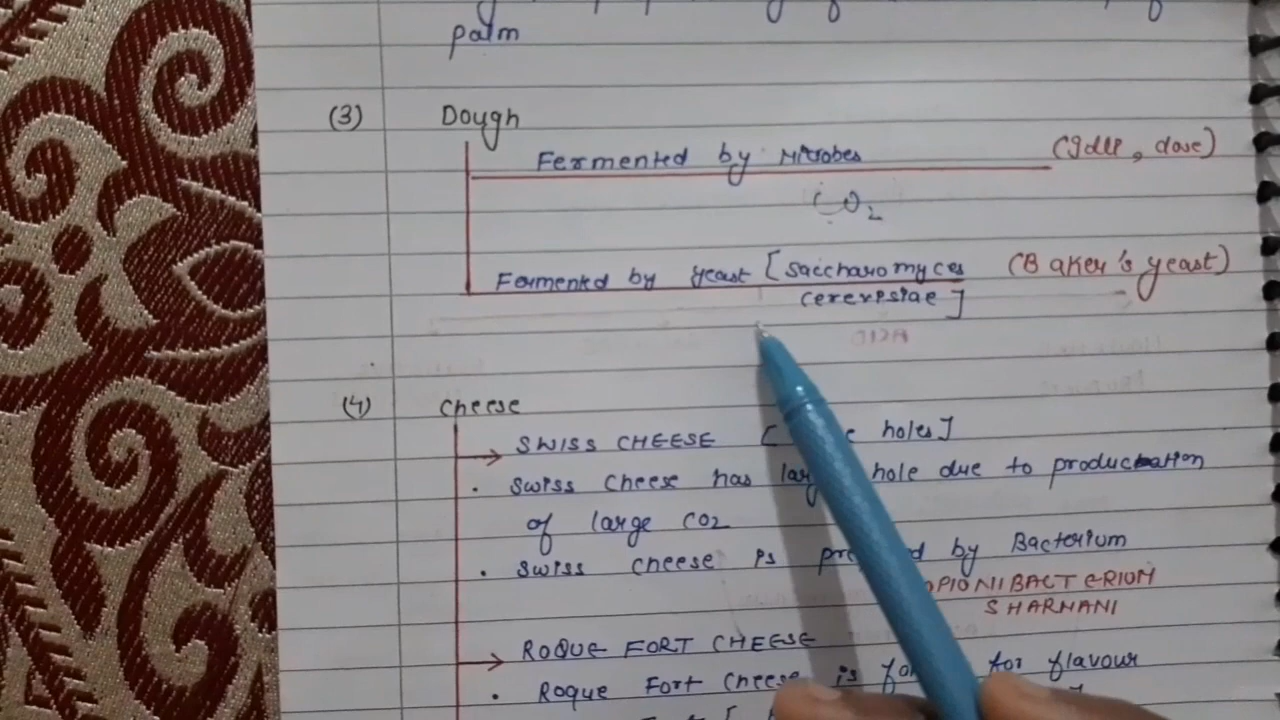 palm
(3) Dough
Fermented by Mitrobes (Idli, dose)
CO2
Fermented by yeast [Saccharomyces (Baker's yeast)
cerevisiae]
(4) Cheese
SWISS CHEESE [ holes]
. Swiss cheese has large hole due to production
of large CO2
. Swiss cheese is by Bacterium
SHARMANI
ROQUE FORT CHEESE
. Roque Fort cheese is for flavour